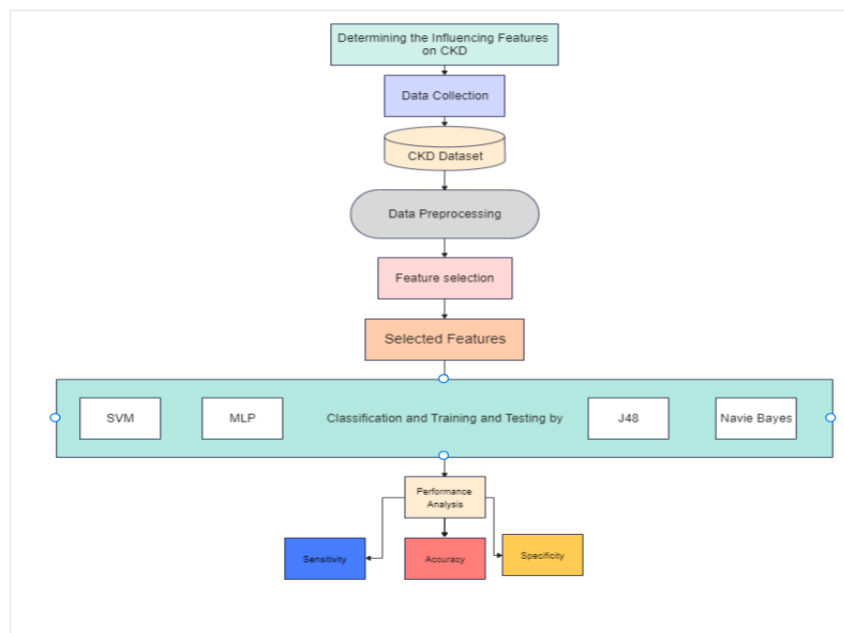 Determining the Influencing Features
on CKD
Data Collection
CKD Dataset
Data Preprocessing
Feature selection
Selected Features
SVM
MLP
Classification and Training and Testing by
J48
Navie Bayes
Performance
Analysis
Sensitivity
Accuracy
Specificity